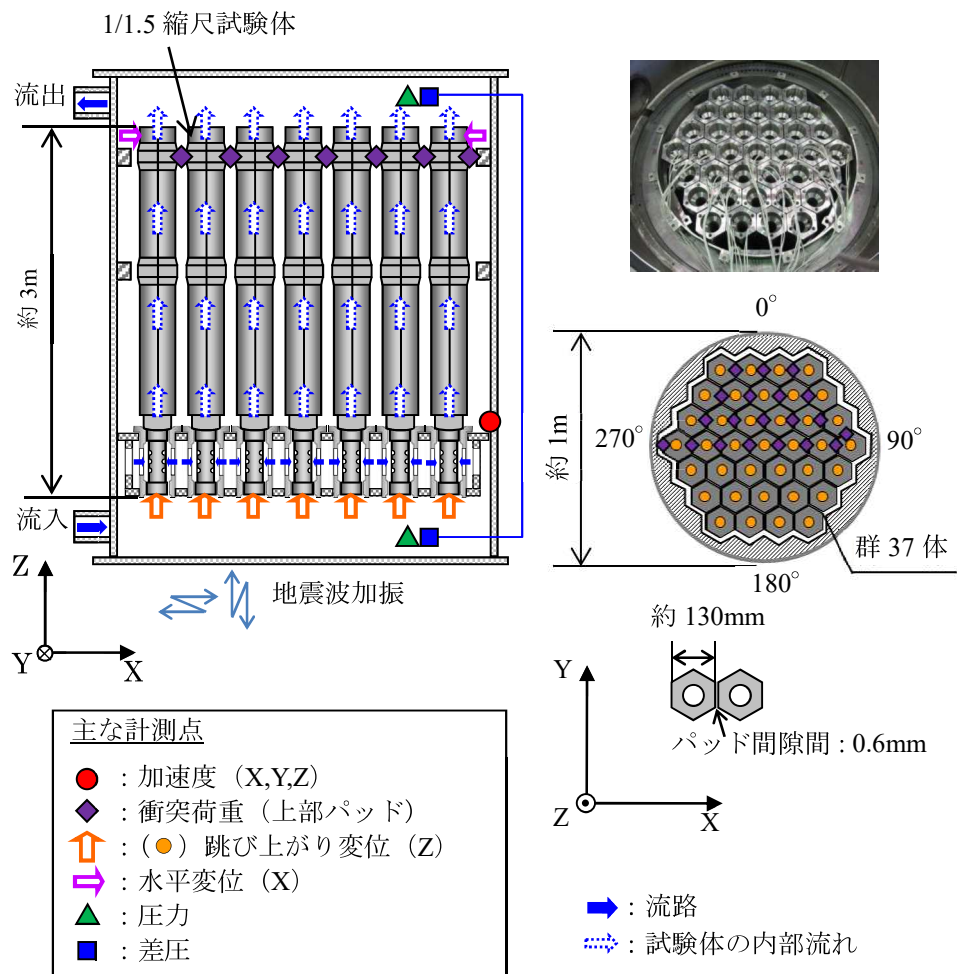 1/1.5 縮尺試験体
流出
約 3m
流入
Z
Y
X
地震波加振
0°
約 1m
270°
90°
180°
群 37 体
約 130mm
Y
パッド間隙間 : 0.6mm
Z
X
主な計測点
: 加速度（X,Y,Z）
: 衝突荷重（上部パッド）
:（ ）跳び上がり変位（Z）
: 水平変位（X）
: 圧力
: 差圧
: 流路
: 試験体の内部流れ